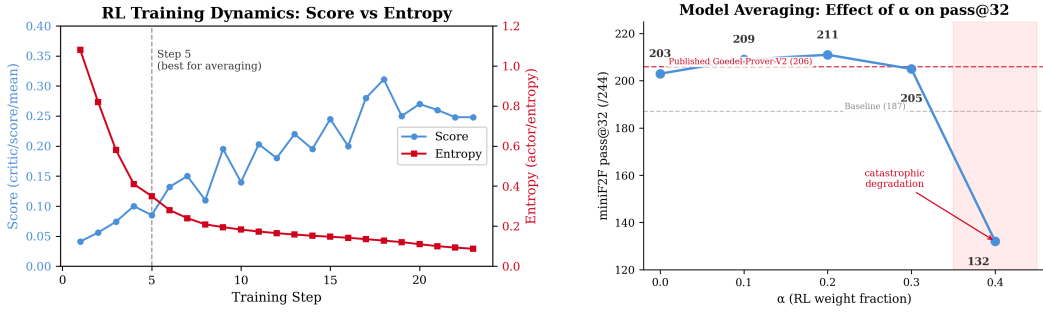 RL Training Dynamics: Score vs Entropy
Score (critic/score/mean)
0.40
0.35
0.30
0.25
0.20
0.15
0.10
0.05
0.00
Step 5
(best for averaging)
Score
Entropy
1.2
1.0
0.8
0.6
0.4
0.2
0.0
Entropy (actor/entropy)
0
5
10
15
20
Training Step
Model Averaging: Effect of α on pass@32
miniF2F pass@32 (/244)
220
200
180
160
140
120
203
209
211
Published Goedel-Prover-V2 (206)
205
Baseline (187)
catastrophic
degradation
132
0.0
0.1
0.2
0.3
0.4
α (RL weight fraction)